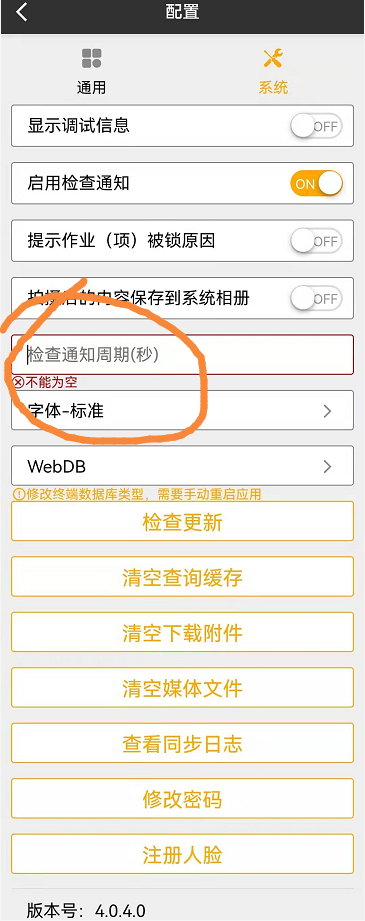 配置
通用
系统
显示调试信息
OFF
启用检查通知
ON
提示作业（项）被锁原因
OFF
拍摄后的内容保存到系统相册
OFF
检查通知周期(秒)
不能为空
字体-标准
WebDB
修改终端数据库类型，需要手动重启应用
检查更新
清空查询缓存
清空下载附件
清空媒体文件
查看同步日志
修改密码
注册人脸
版本号：4.0.4.0